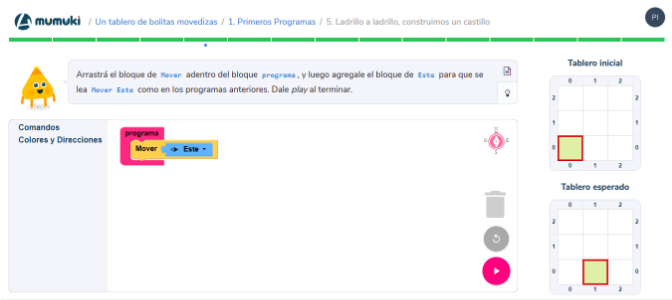 mumuki / Un tablero de bolitas movedizas / 1. Primeros Programas / 5. Ladrillo a ladrillo, construimos un castillo
PI
Arrastrá el bloque de Mover adentro del bloque programa, y luego agregale el bloque de Este para que se
lea Mover Este como en los programas anteriores. Dale play al terminar.
Comandos
Colores y Direcciones
programa
Mover Este
Tablero inicial
0 1 2
2 2
1 1
0 0
0 1 2
Tablero esperado
0 1 2
2 2
1 1
0 0
0 1 2